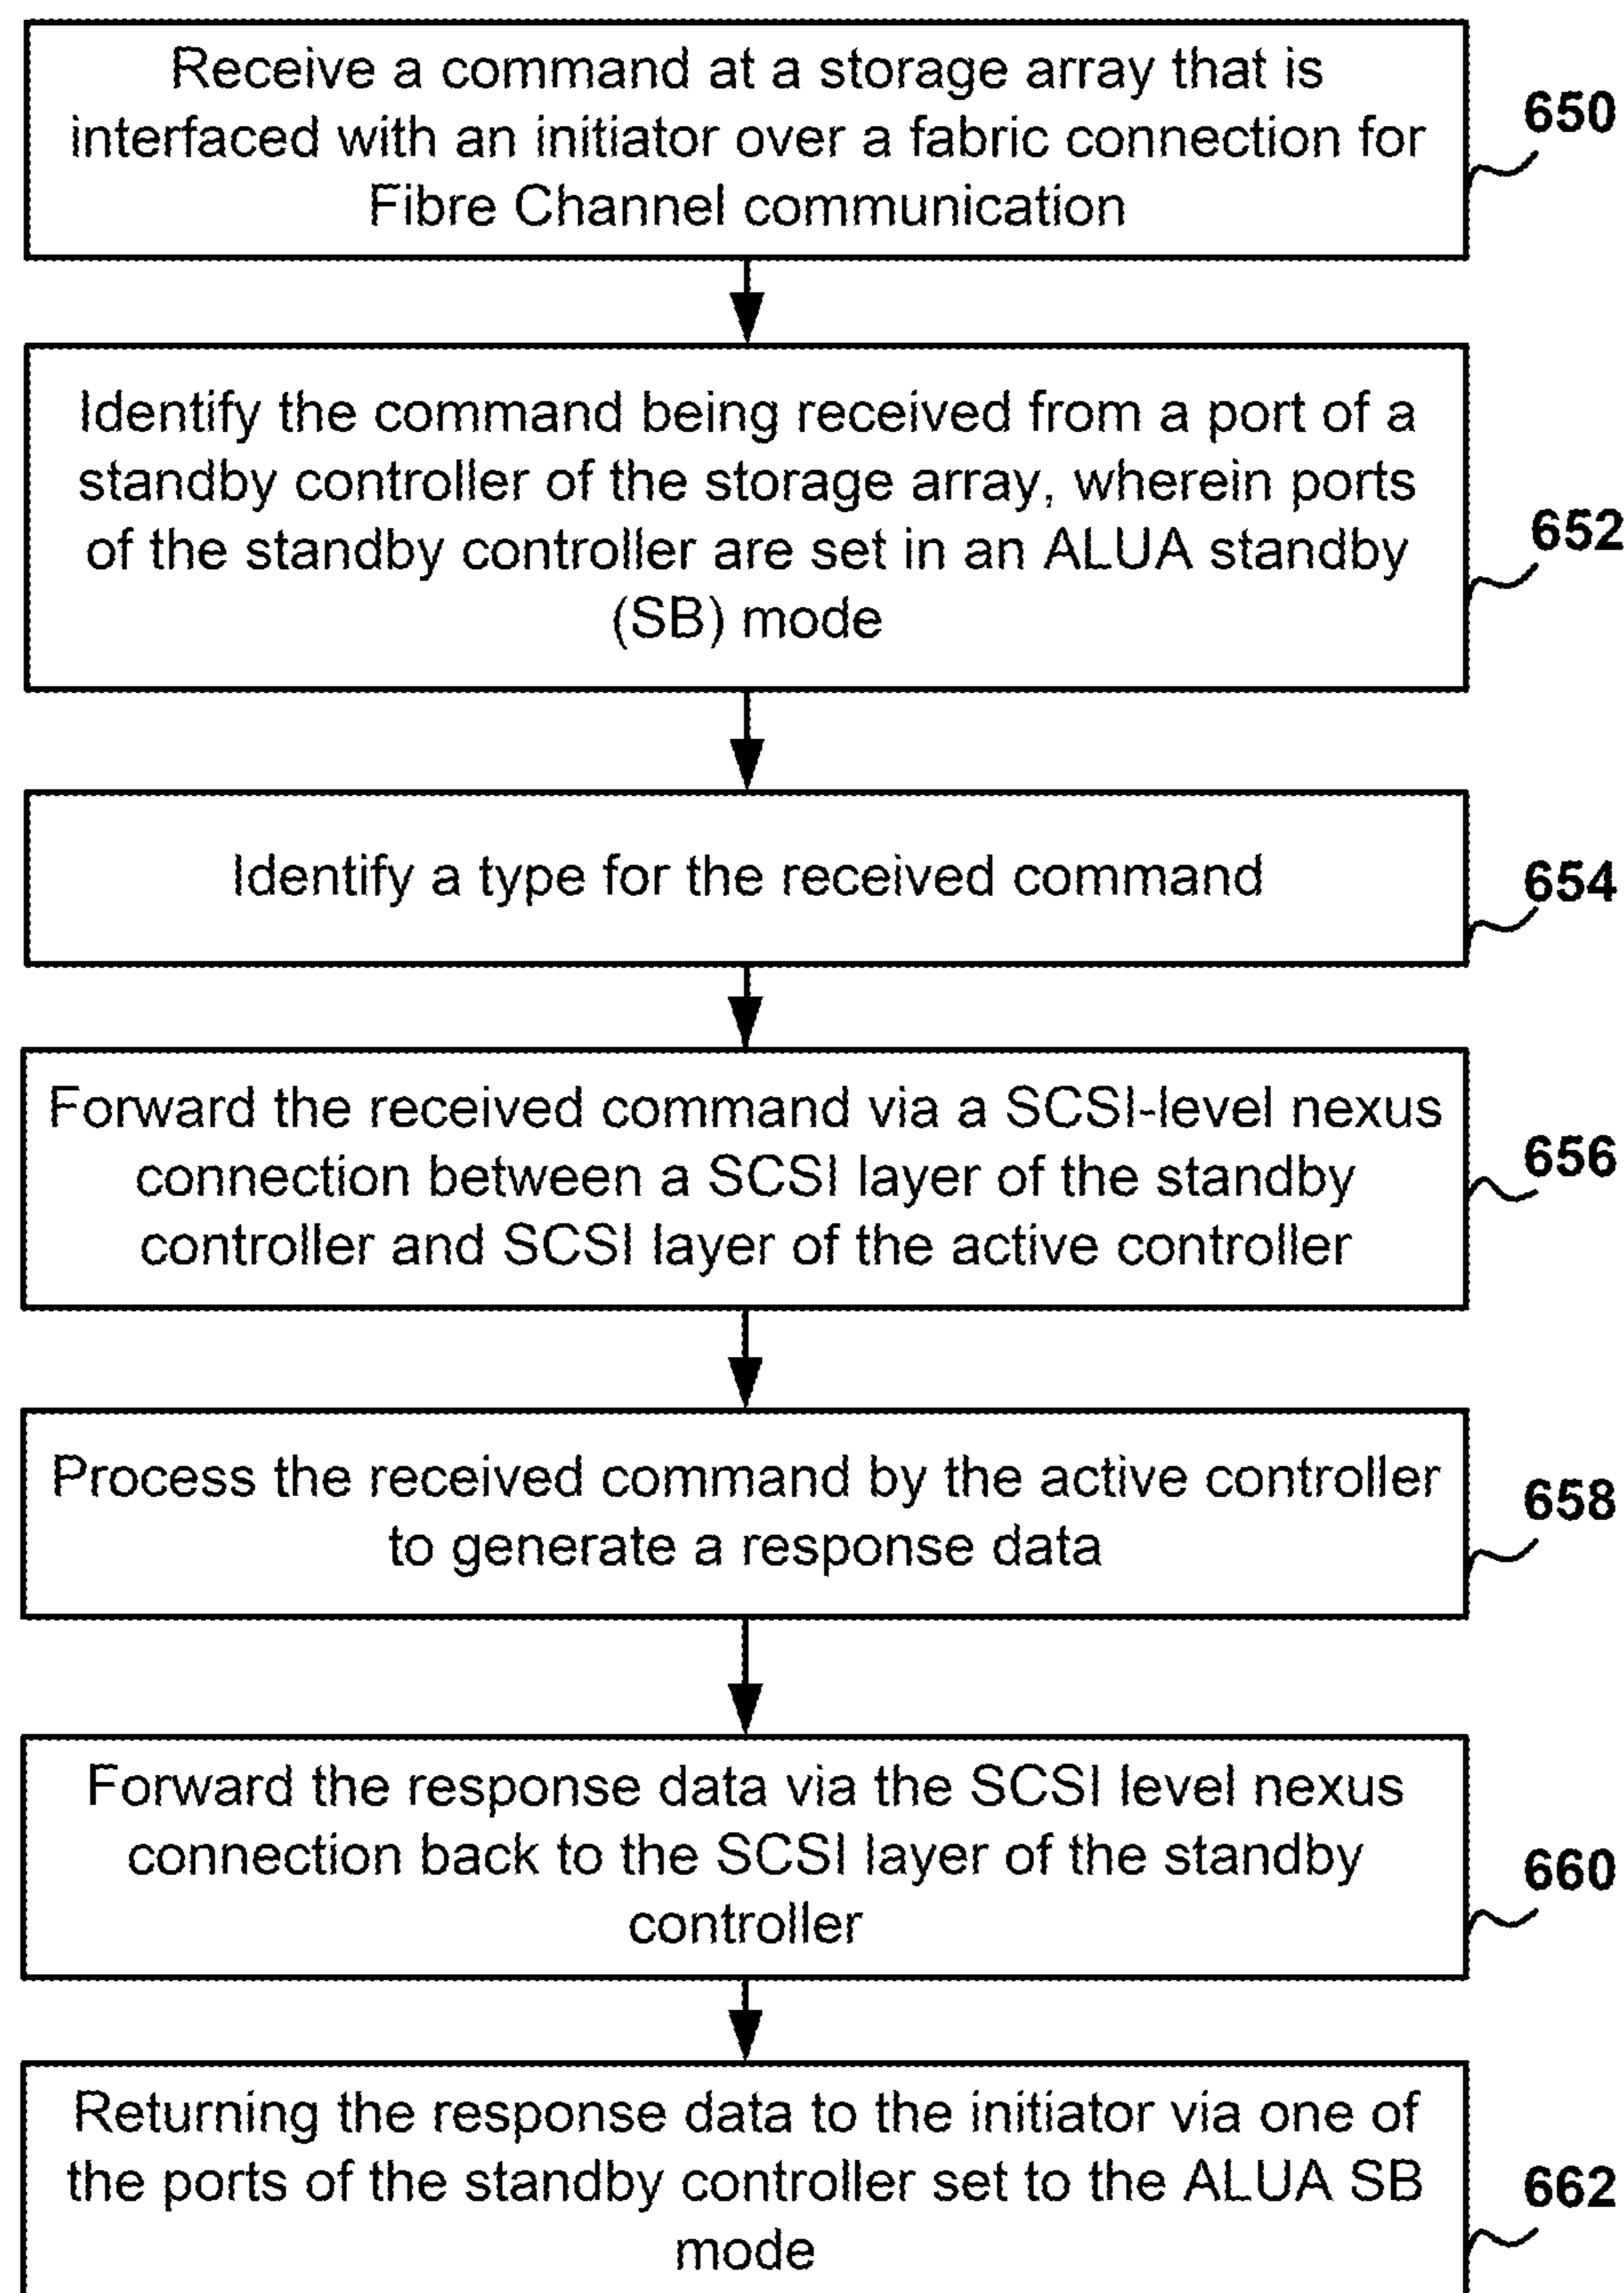 Receive a command at a storage array that is
interfaced with an initiator over a fabric connection for
Fibre Channel communication
650
Identify the command being received from a port of a
standby controller of the storage array, wherein ports
of the standby controller are set in an ALUA standby
(SB) mode
652
Identify a type for the received command
654
Forward the received command via a SCSI-level nexus
connection between a SCSI layer of the standby
controller and SCSI layer of the active controller
656
Process the received command by the active controller
to generate a response data
658
Forward the response data via the SCSI level nexus
connection back to the SCSI layer of the standby
controller
660
Returning the response data to the initiator via one of
the ports of the standby controller set to the ALUA SB
mode
662